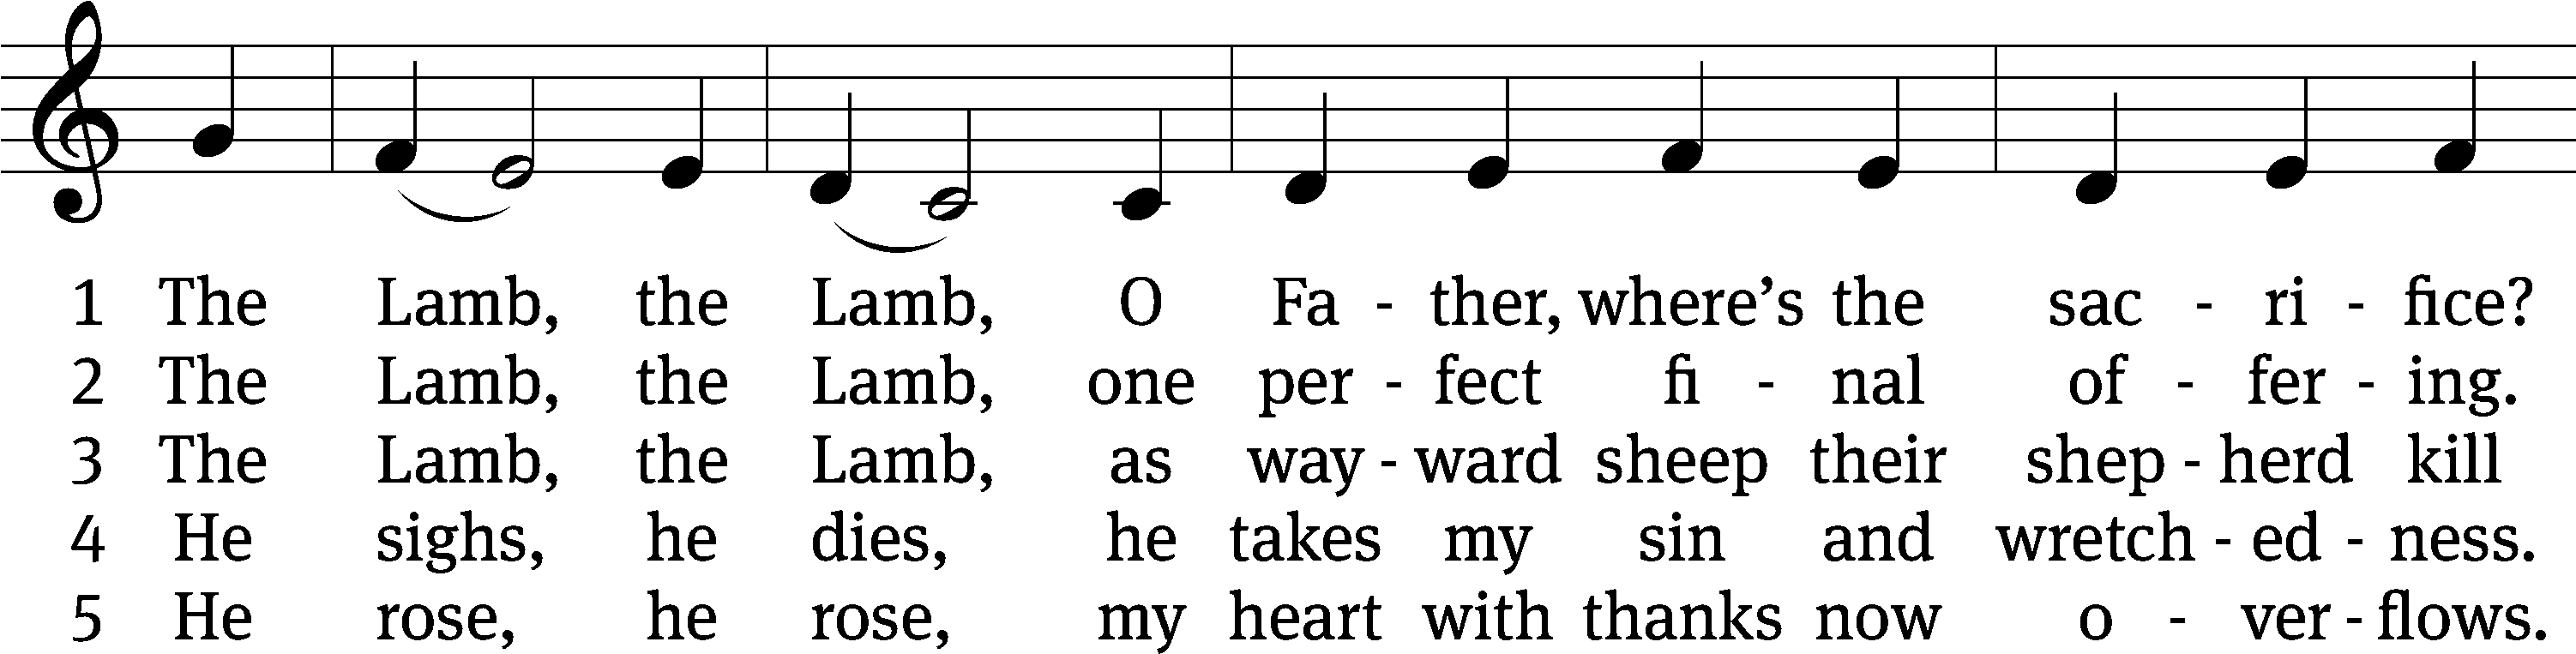 1 The Lamb, the Lamb, O Fa - ther, where’s the sac - ri - fice?
2 The Lamb, the Lamb, one per - fect fi - nal of - fer - ing.
3 The Lamb, the Lamb, as way - ward sheep their shep - herd kill
4 He sighs, he dies, he takes my sin and wretch - ed - ness.
5 He rose, he rose, my heart with thanks now o - ver - flows.